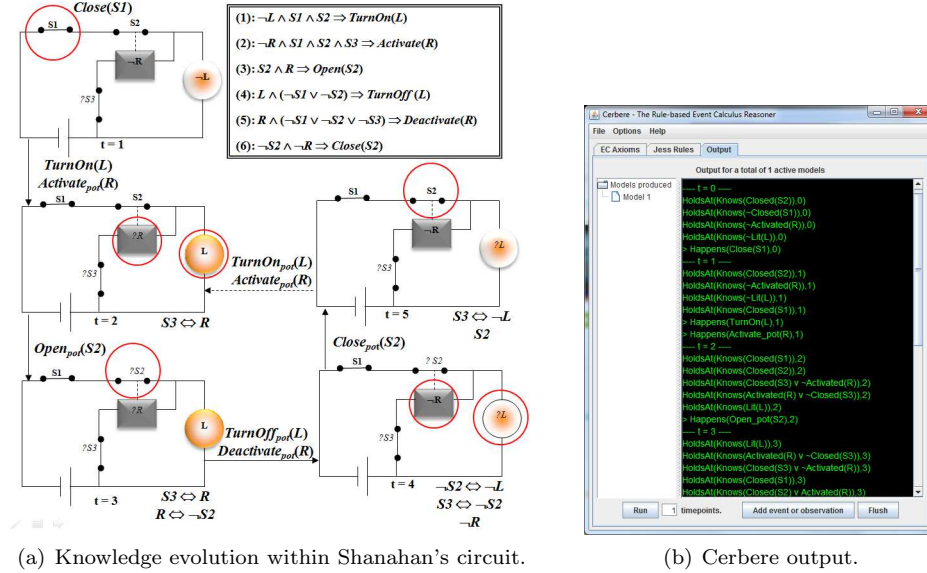 Close(S1)
S1
S2
¬R
¬L
?S3
t = 1
(1): ¬L ∧ S1 ∧ S2 ⇒ TurnOn(L)
(2): ¬R ∧ S1 ∧ S2 ∧ S3 ⇒ Activate(R)
(3): S2 ∧ R ⇒ Open(S2)
(4): L ∧ (¬S1 ∨ ¬S2) ⇒ TurnOff (L)
(5): R ∧ (¬S1 ∨ ¬S2 ∨ ¬S3) ⇒ Deactivate(R)
(6): ¬S2 ∧ ¬R ⇒ Close(S2)
TurnOn(L)
Activatepot(R)
S1
S2
?R
L
?S3
t = 2
S3 ⇔ R
TurnOnpot(L)
Activatepot(R)
S1
S2
¬R
?L
?S3
t = 5
S3 ⇔ ¬L
S2
Openpot(S2)
S1
?S2
?R
L
?S3
t = 3
S3 ⇔ R
R ⇔ ¬S2
TurnOffpot(L)
Deactivatepot(R)
Closepot(S2)
S1
? S2
¬R
?L
?S3
t = 4
¬S2 ⇔ ¬L
S3 ⇔ ¬S2
¬R
(a) Knowledge evolution within Shanahan's circuit.
Cerbere - The Rule-based Event Calculus Reasoner
File Options Help
EC Axioms Jess Rules Output
Output for a total of 1 active models
Models produced
Model 1
---- t = 0 ----
HoldsAt(Knows(Closed(S2)),0)
HoldsAt(Knows(~Closed(S1)),0)
HoldsAt(Knows(~Activated(R)),0)
HoldsAt(Knows(~Lit(L)),0)
> Happens(Close(S1),0)
---- t = 1 ----
HoldsAt(Knows(Closed(S2)),1)
HoldsAt(Knows(~Activated(R)),1)
HoldsAt(Knows(~Lit(L)),1)
HoldsAt(Knows(Closed(S1)),1)
> Happens(TurnOn(L),1)
> Happens(Activate_pot(R),1)
---- t = 2 ----
HoldsAt(Knows(Closed(S1)),2)
HoldsAt(Knows(Closed(S2)),2)
HoldsAt(Knows(Closed(S3) v ~Activated(R)),2)
HoldsAt(Knows(Activated(R) v ~Closed(S3)),2)
HoldsAt(Knows(Lit(L)),2)
> Happens(Open_pot(S2),2)
---- t = 3 ----
HoldsAt(Knows(Lit(L)),3)
HoldsAt(Knows(Activated(R) v ~Closed(S3)),3)
HoldsAt(Knows(Closed(S3) v ~Activated(R)),3)
HoldsAt(Knows(Closed(S1)),3)
HoldsAt(Knows(Closed(S2) v Activated(R)),3)
Run 1 timepoints. Add event or observation Flush
(b) Cerbere output.